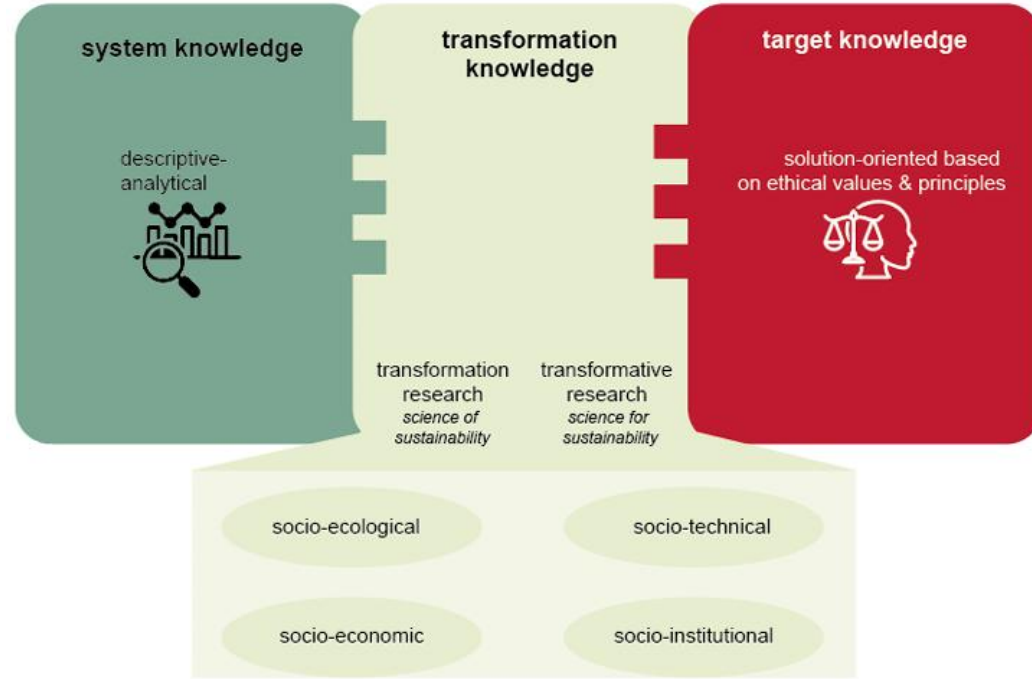 system knowledge
descriptive-
analytical
transformation
knowledge
transformation
research
science of
sustainability
transformative
research
science for
sustainability
target knowledge
solution-oriented based
on ethical values & principles
socio-ecological
socio-technical
socio-economic
socio-institutional